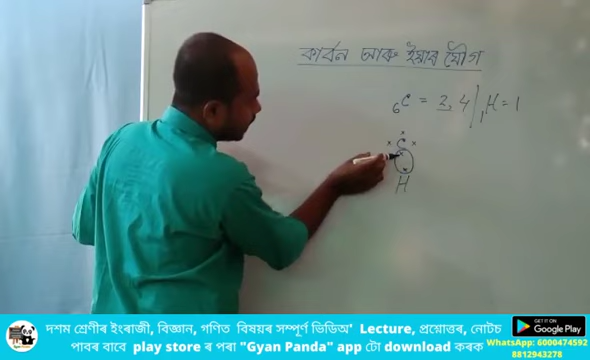 কাৰ্বন আৰু ইয়াৰ যৌগ
₆C = 2, 4 | ₁H = 1
× C ×
H
দশম শ্ৰেণীৰ ইংৰাজী, বিজ্ঞান, গণিত বিষয়ৰ সম্পূৰ্ণ ভিডিঅ' Lecture, প্ৰশ্নোত্তৰ, নোটচ
পাবৰ বাবে play store ৰ পৰা "Gyan Panda" app টো download কৰক
GET IT ON
Google Play
WhatsApp: 6000474592
8812943278